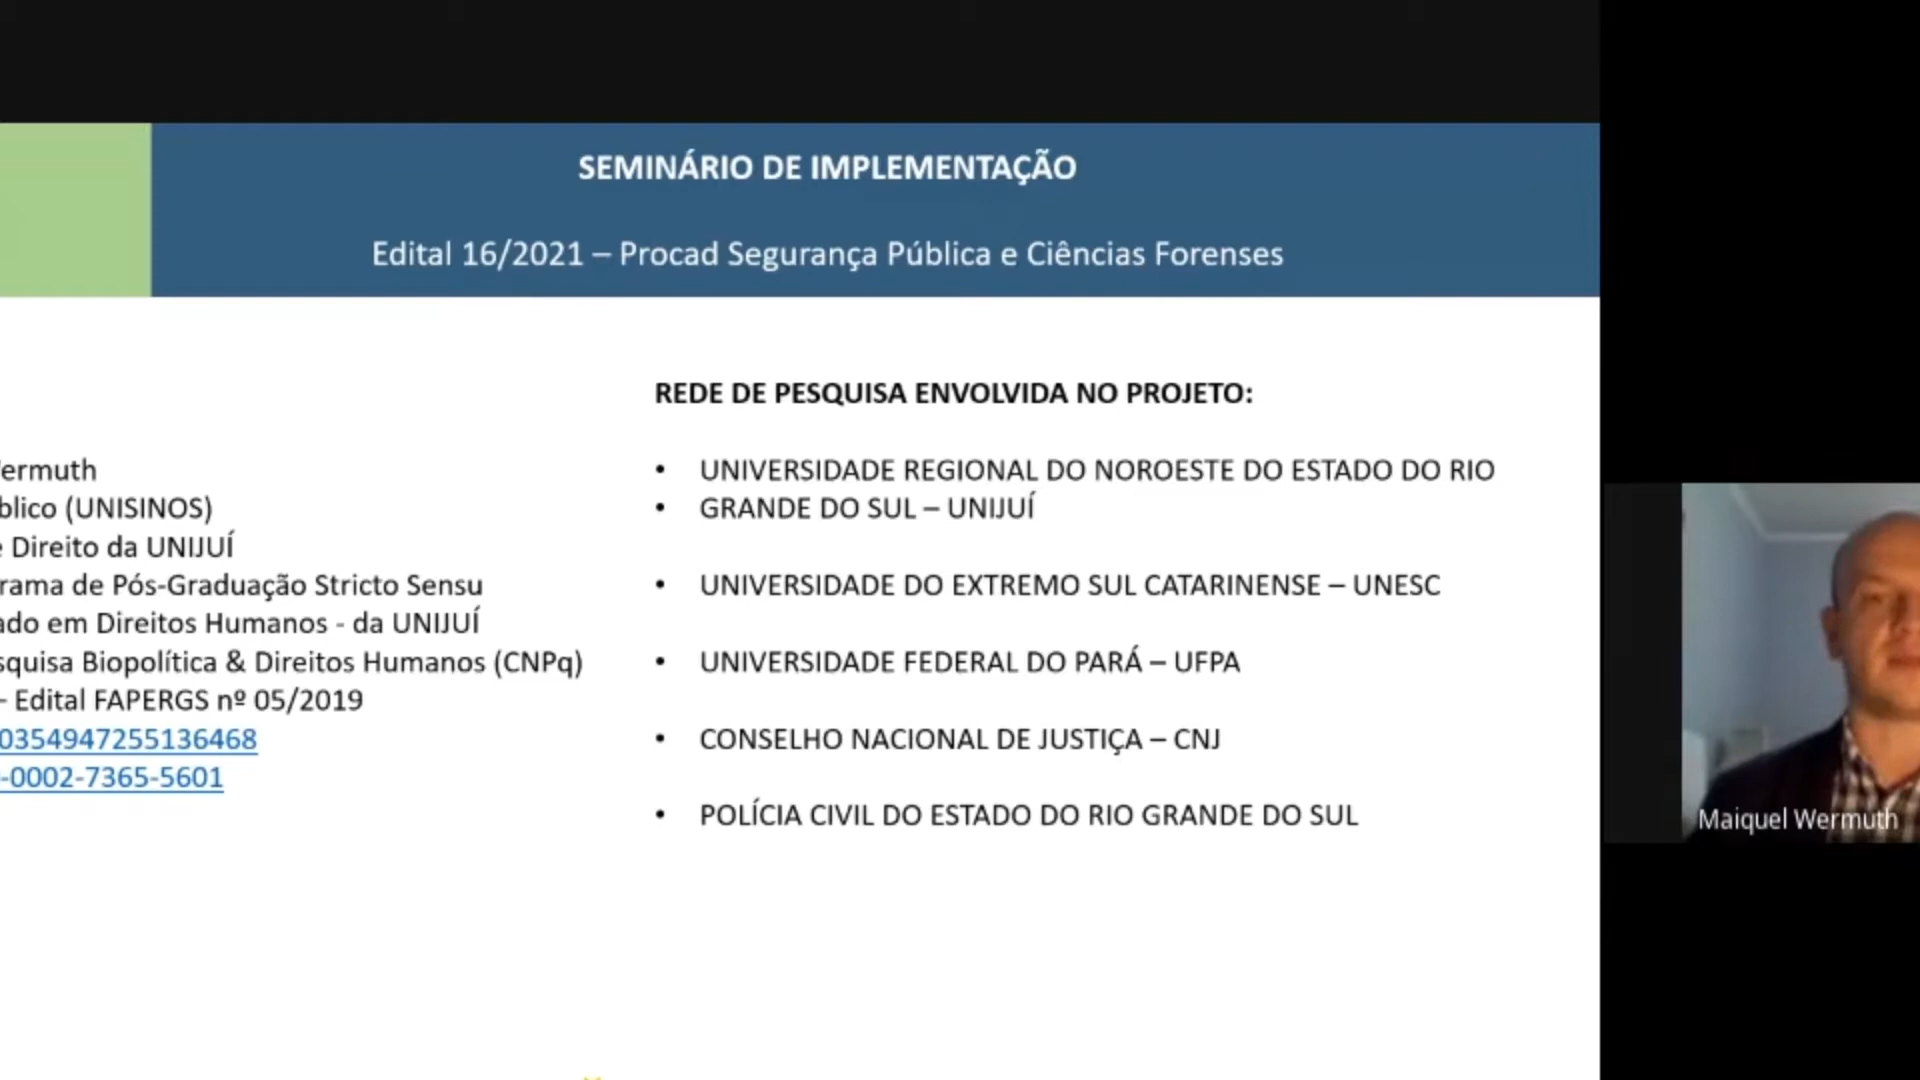 SEMINÁRIO DE IMPLEMENTAÇÃO
Edital 16/2021 – Procad Segurança Pública e Ciências Forenses
ermuth
blico (UNISINOS)
e Direito da UNIJUÍ
rama de Pós-Graduação Stricto Sensu
ado em Direitos Humanos - da UNIJUÍ
squisa Biopolítica & Direitos Humanos (CNPq)
- Edital FAPERGS nº 05/2019
0354947255136468
-0002-7365-5601
REDE DE PESQUISA ENVOLVIDA NO PROJETO:
• UNIVERSIDADE REGIONAL DO NOROESTE DO ESTADO DO RIO
• GRANDE DO SUL – UNIJUÍ
• UNIVERSIDADE DO EXTREMO SUL CATARINENSE – UNESC
• UNIVERSIDADE FEDERAL DO PARÁ – UFPA
• CONSELHO NACIONAL DE JUSTIÇA – CNJ
• POLÍCIA CIVIL DO ESTADO DO RIO GRANDE DO SUL
Maiquel Wermuth